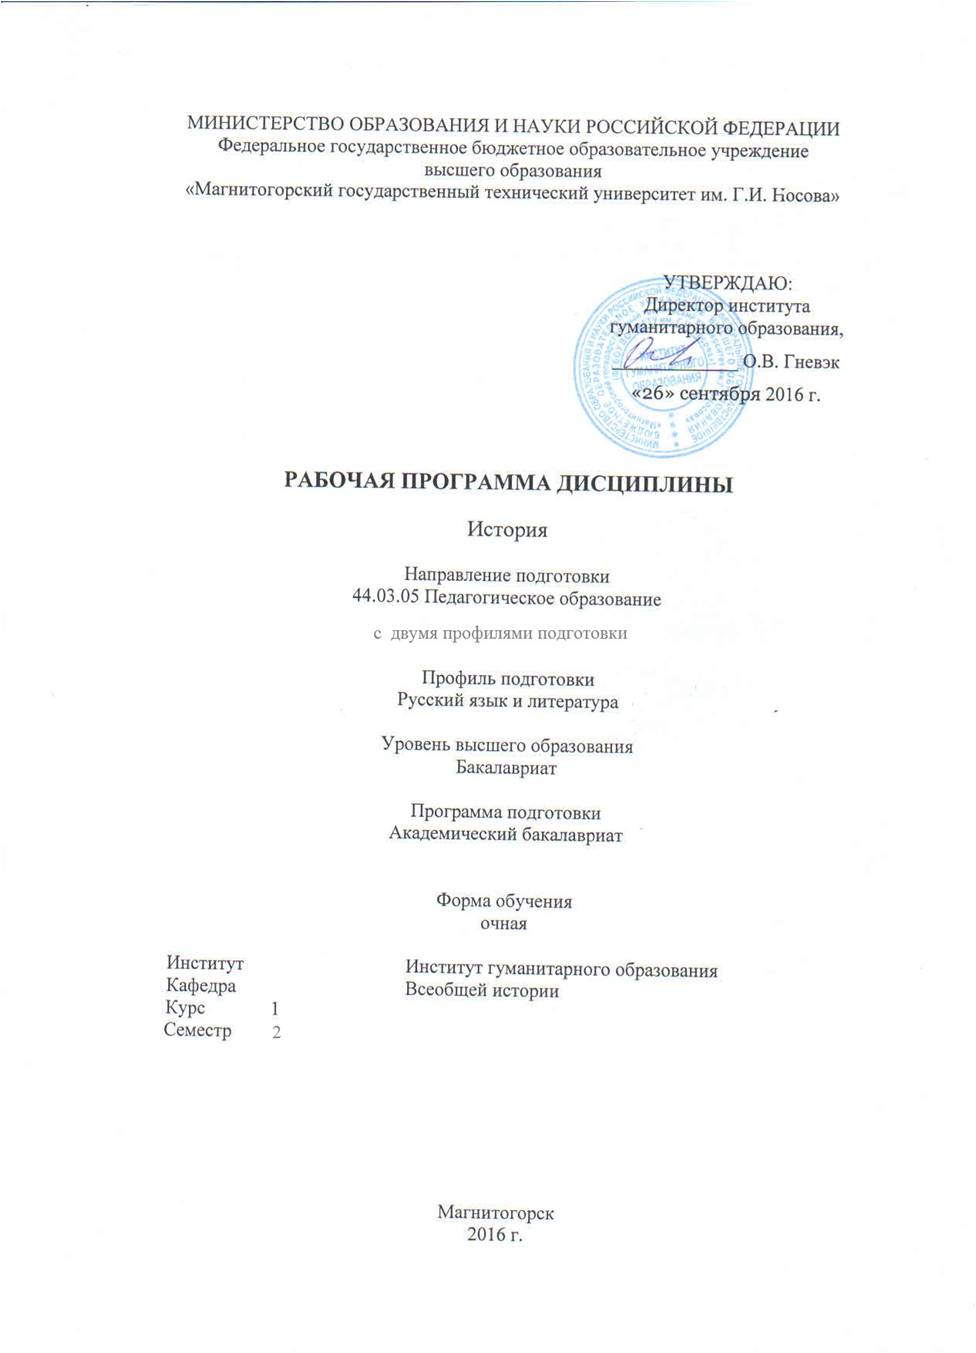 МИНИСТЕРСТВО ОБРАЗОВАНИЯ И НАУКИ РОССИЙСКОЙ ФЕДЕРАЦИИ
Федеральное государственное бюджетное образовательное учреждение
высшего образования
«Магнитогорский государственный технический университет им. Г.И. Носова»
УТВЕРЖДАЮ:
Директор института
гуманитарного образования,
О.В. Гневэк
«26» сентября 2016 г.
ИНСТИТУТ
ГУМАНИТАРНОГО
ОБРАЗОВАНИЯ
РАБОЧАЯ ПРОГРАММА ДИСЦИПЛИНЫ
История
Направление подготовки
44.03.05 Педагогическое образование
с двумя профилями подготовки
Профиль подготовки
Русский язык и литература
Уровень высшего образования
Бакалавриат
Программа подготовки
Академический бакалавриат
Форма обучения
очная
Институт Институт гуманитарного образования
Кафедра Всеобщей истории
Курс 1
Семестр 2
Магнитогорск
2016 г.